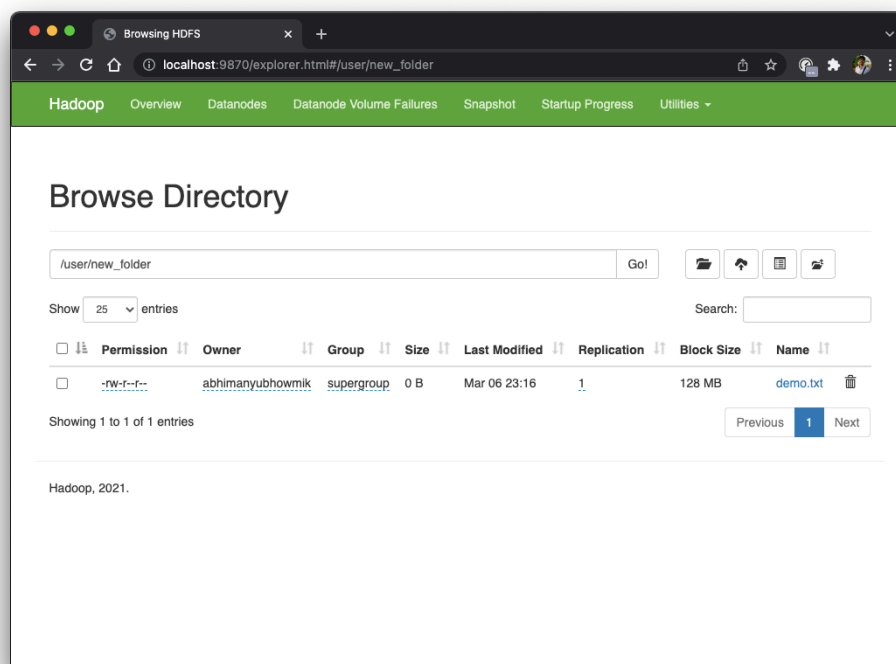 Browsing HDFS
localhost:9870/explorer.html#/user/new_folder
Hadoop Overview Datanodes Datanode Volume Failures Snapshot Startup Progress Utilities
Browse Directory
/user/new_folder Go!
Show 25 entries Search:
Permission Owner Group Size Last Modified Replication Block Size Name
-rw-r--r-- abhimanyubhowmik supergroup 0 B Mar 06 23:16 1 128 MB demo.txt
Showing 1 to 1 of 1 entries Previous 1 Next
Hadoop, 2021.